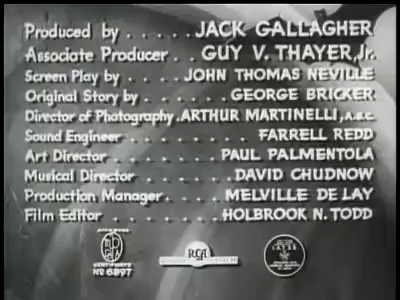 Produced by . . . . . JACK GALLAGHER
Associate Producer . . GUY V. THAYER, Jr.
Screen Play by . . . . JOHN THOMAS NEVILLE
Original Story by . . . . . . GEORGE BRICKER
Director of Photography . ARTHUR MARTINELLI, A.S.C.
Sound Engineer . . . . . . . . FARRELL REDD
Art Director . . . . . . . PAUL PALMENTOLA
Musical Director . . . . . . DAVID CHUDNOW
Production Manager . . . . MELVILLE DE LAY
Film Editor . . . . . . . HOLBROOK N. TODD
CERTIFICATE
No 6897
RCA